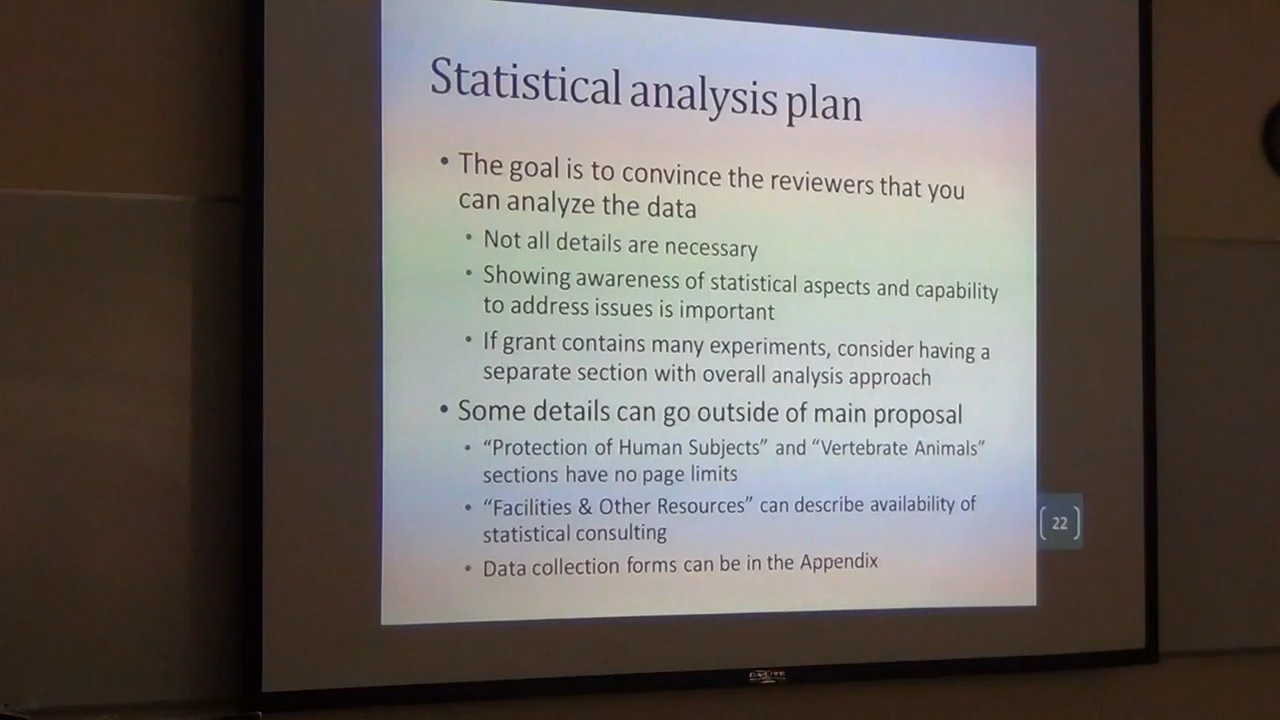 Statistical analysis plan
• The goal is to convince the reviewers that you
can analyze the data
• Not all details are necessary
• Showing awareness of statistical aspects and capability
to address issues is important
• If grant contains many experiments, consider having a
separate section with overall analysis approach
• Some details can go outside of main proposal
• “Protection of Human Subjects” and “Vertebrate Animals”
sections have no page limits
• “Facilities & Other Resources” can describe availability of
statistical consulting
• Data collection forms can be in the Appendix
22
DA-LITE